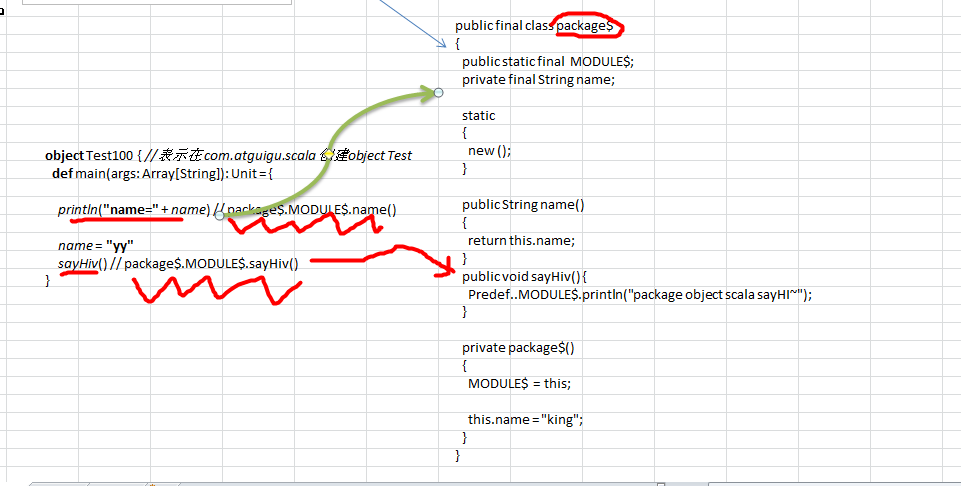 object Test100 { //表示在 com.atguigu.scala 创建object Test
def main(args: Array[String]): Unit = {
println("name=" + name) // package$.MODULE$.name()
name = "yy"
sayHiv() // package$.MODULE$.sayHiv()
}
public final class package$
{
public static final MODULE$;
private final String name;
static
{
new ();
}
public String name()
{
return this.name;
}
public void sayHiv(){
Predef..MODULE$.println("package object scala sayHI~");
}
private package$()
{
MODULE$ = this;
this.name = "king";
}
}